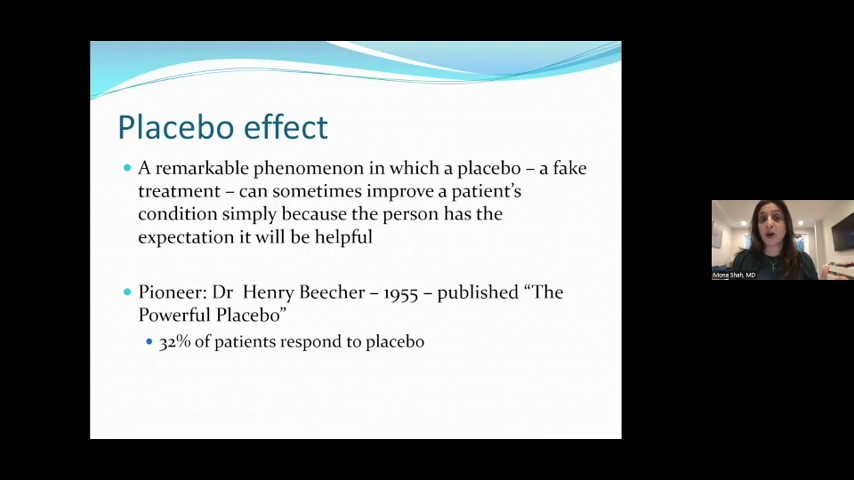 Placebo effect
• A remarkable phenomenon in which a placebo – a fake
treatment – can sometimes improve a patient's
condition simply because the person has the
expectation it will be helpful
• Pioneer: Dr  Henry Beecher – 1955 – published “The
Powerful Placebo”
• 32% of patients respond to placebo
Mona Shah, MD